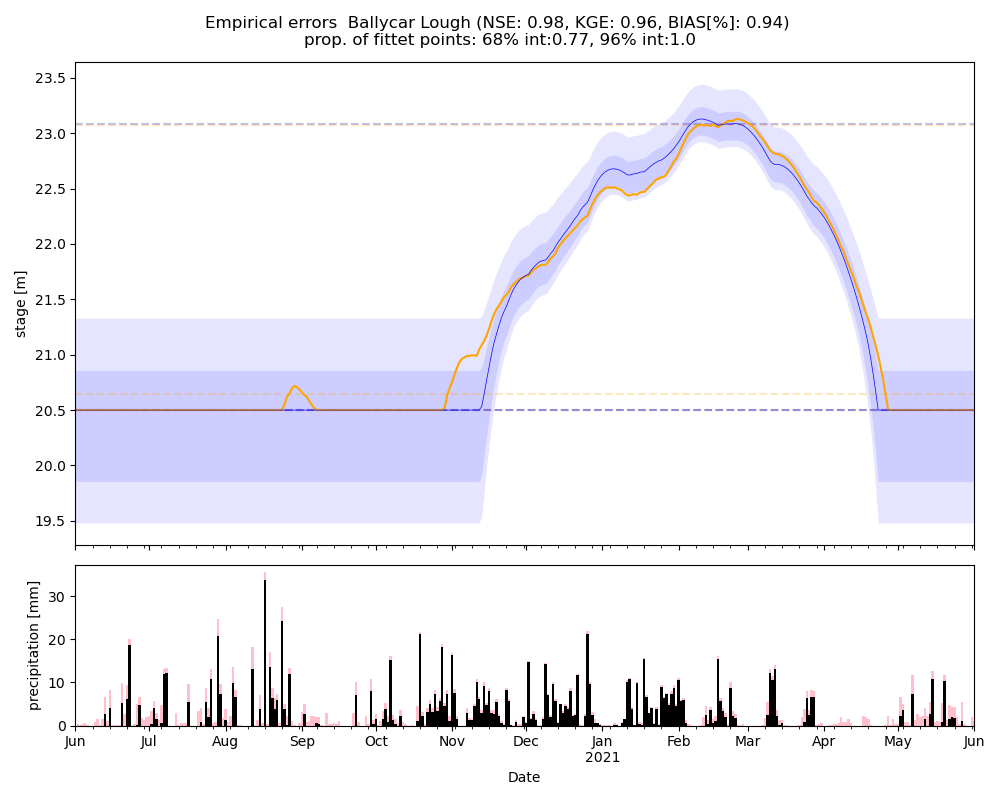 Empirical errors  Ballycar Lough (NSE: 0.98, KGE: 0.96, BIAS[%]: 0.94)
prop. of fittet points: 68% int:0.77, 96% int:1.0
23.5
23.0
22.5
22.0
21.5
21.0
20.5
20.0
19.5
stage [m]
30
20
10
0
precipitation [mm]
Jun Jul Aug Sep Oct Nov Dec Jan Feb Mar Apr May Jun
2021
Date